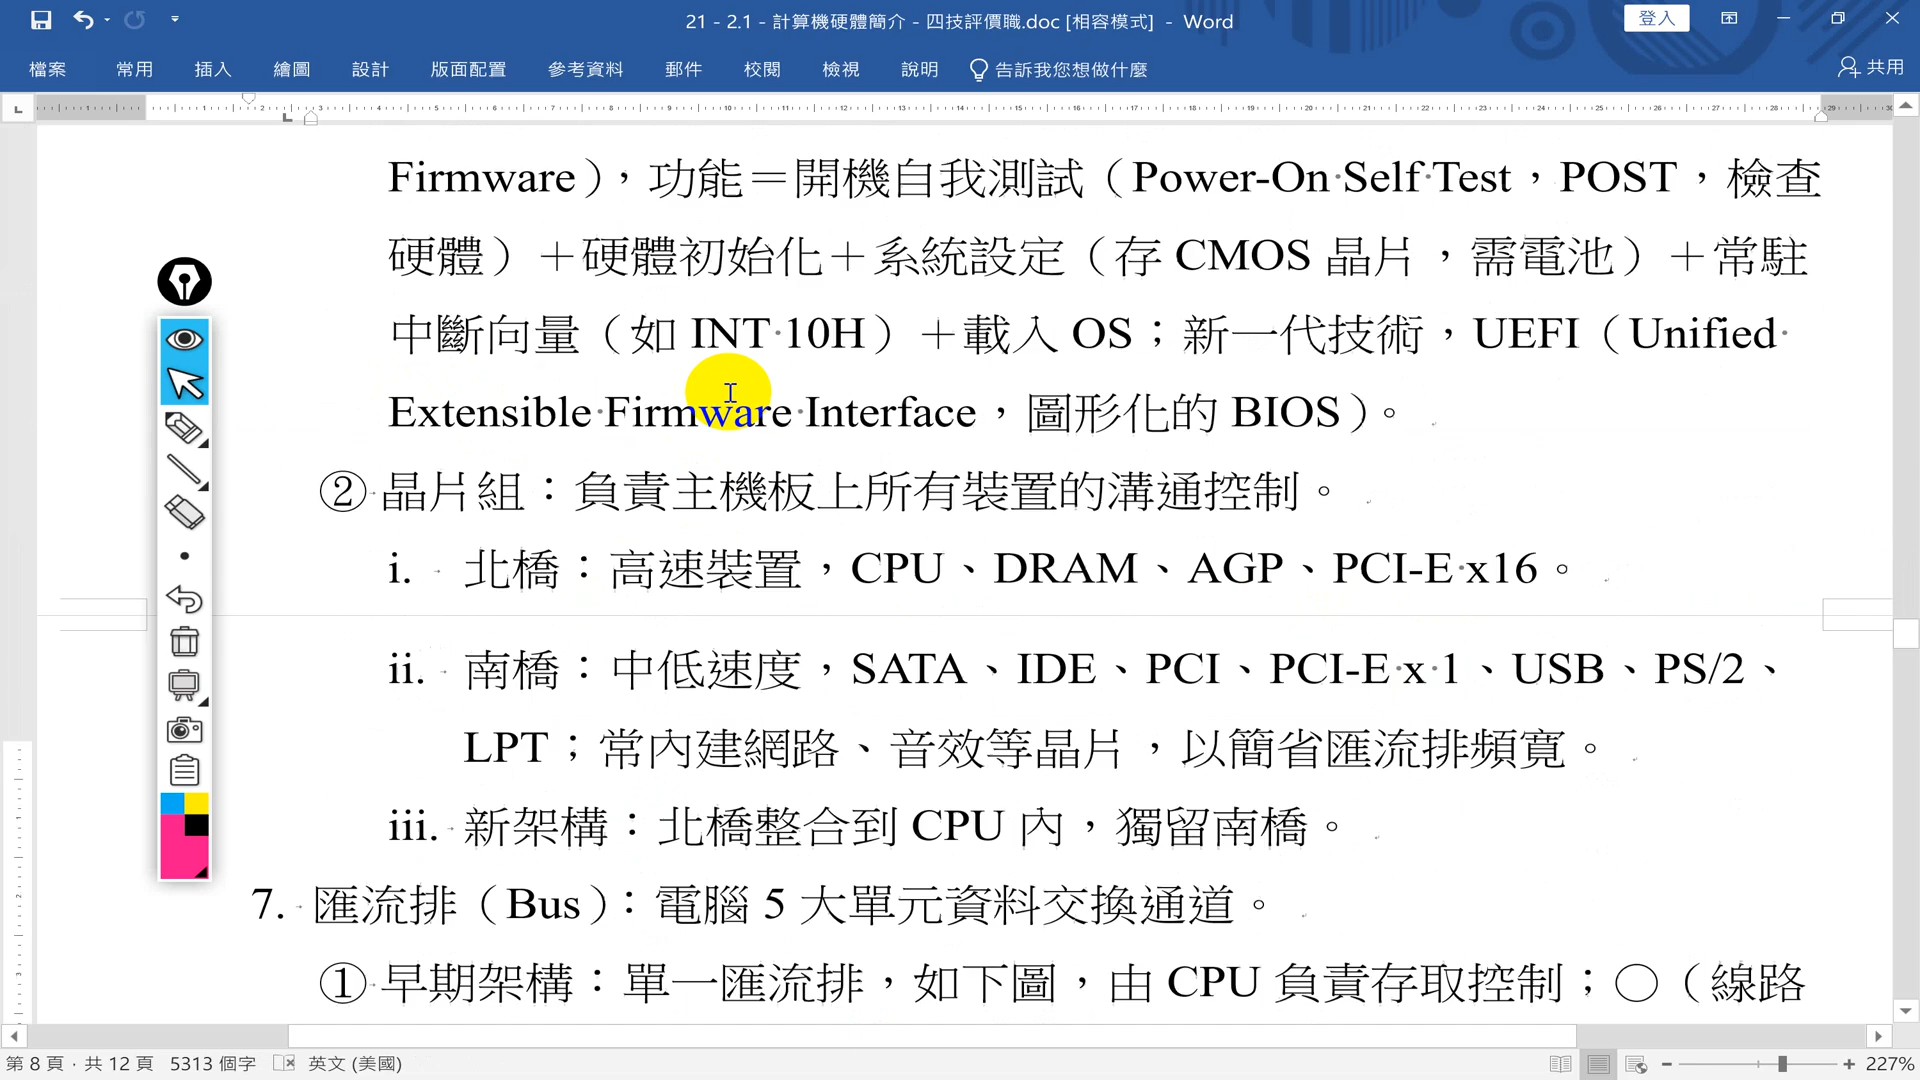 21 - 2.1 - 計算機硬體簡介 - 四技評價職.doc [相容模式] - Word
登入
檔案 常用 插入 繪圖 設計 版面配置 參考資料 郵件 校閱 檢視 說明 告訴我您想做什麼 共用
Firmware），功能＝開機自我測試（Power-On Self Test，POST，檢查
硬體）＋硬體初始化＋系統設定（存 CMOS 晶片，需電池）＋常駐
中斷向量（如 INT 10H）＋載入 OS；新一代技術，UEFI（Unified
Extensible Firmware Interface，圖形化的 BIOS）。
② 晶片組：負責主機板上所有裝置的溝通控制。
i. 北橋：高速裝置，CPU、DRAM、AGP、PCI-E x16。
ii. 南橋：中低速度，SATA、IDE、PCI、PCI-E x 1、USB、PS/2、
LPT；常內建網路、音效等晶片，以簡省匯流排頻寬。
iii. 新架構：北橋整合到 CPU 內，獨留南橋。
7. 匯流排（Bus）：電腦 5 大單元資料交換通道。
① 早期架構：單一匯流排，如下圖，由 CPU 負責存取控制；○（線路
第 8 頁，共 12 頁 5313 個字 英文 (美國) 227%